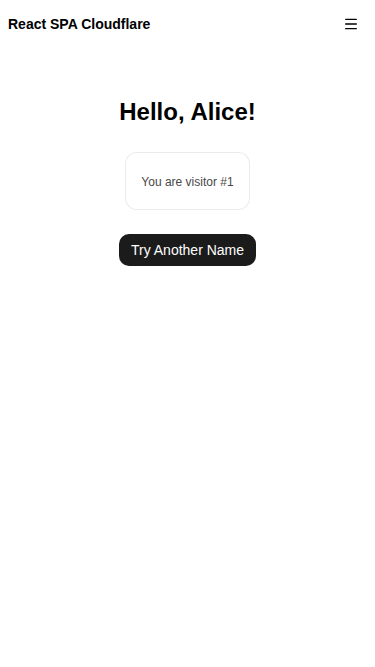 React SPA Cloudflare
Hello, Alice!
You are visitor #1
Try Another Name